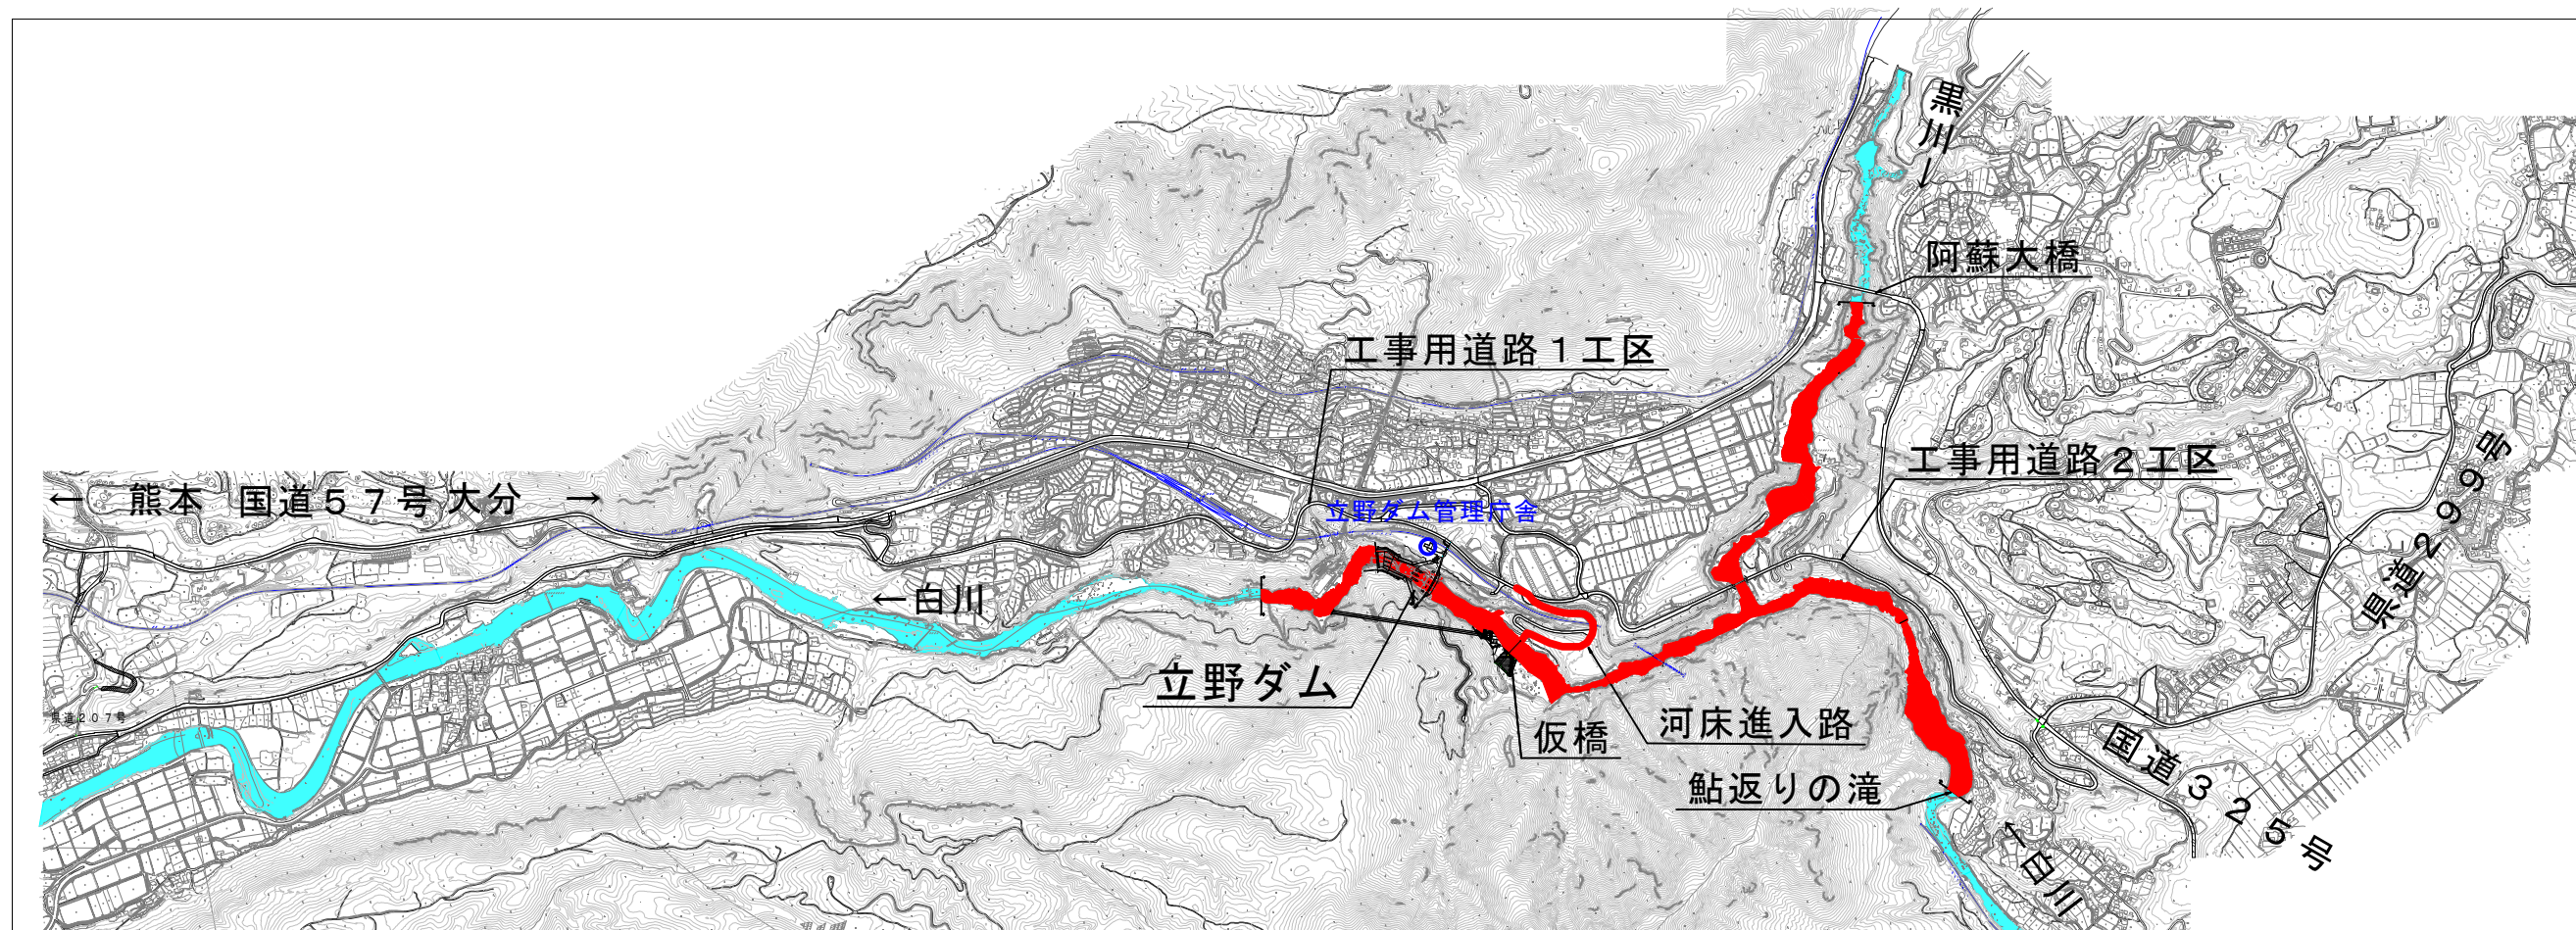 黒川→
阿蘇大橋
工事用道路１工区
工事用道路２工区
← 熊本 国道５７号 大分 →
立野ダム管理庁舎
県道２９９号
←白川
立野ダム
県道２０７号
仮橋
河床進入路
国道３２５号
鮎返りの滝
←白川